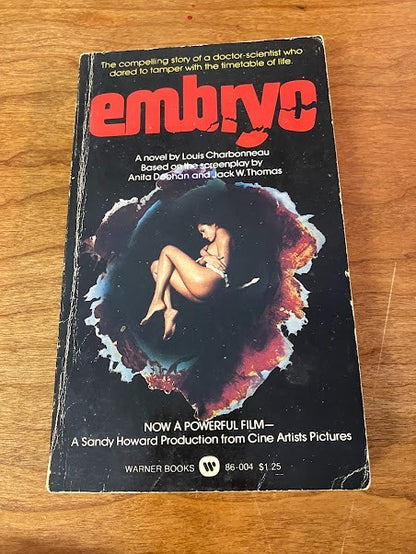 The compelling story of a doctor-scientist who
dared to tamper with the timetable of life.
embryo
A novel by Louis Charbonneau
Based on the screenplay by
Anita Doohan and Jack W. Thomas
NOW A POWERFUL FILM—
A Sandy Howard Production from Cine Artists Pictures
WARNER BOOKS W 86-004 $1.25